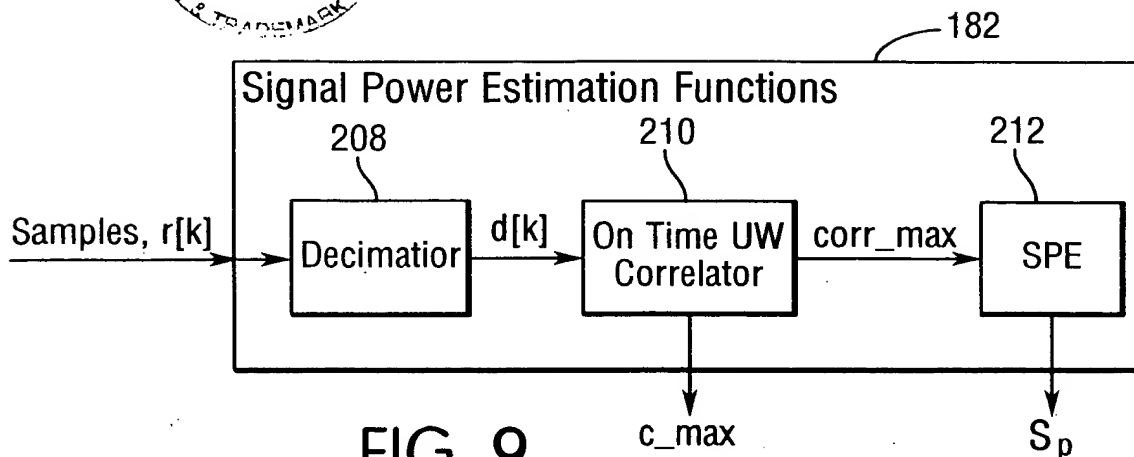 & TRADEMARK
182
Signal Power Estimation Functions
208
210
212
Samples, r[k]
Decimatior
d[k]
On Time UW
Correlator
corr_max
SPE
c_max
Sp
FIG. 9